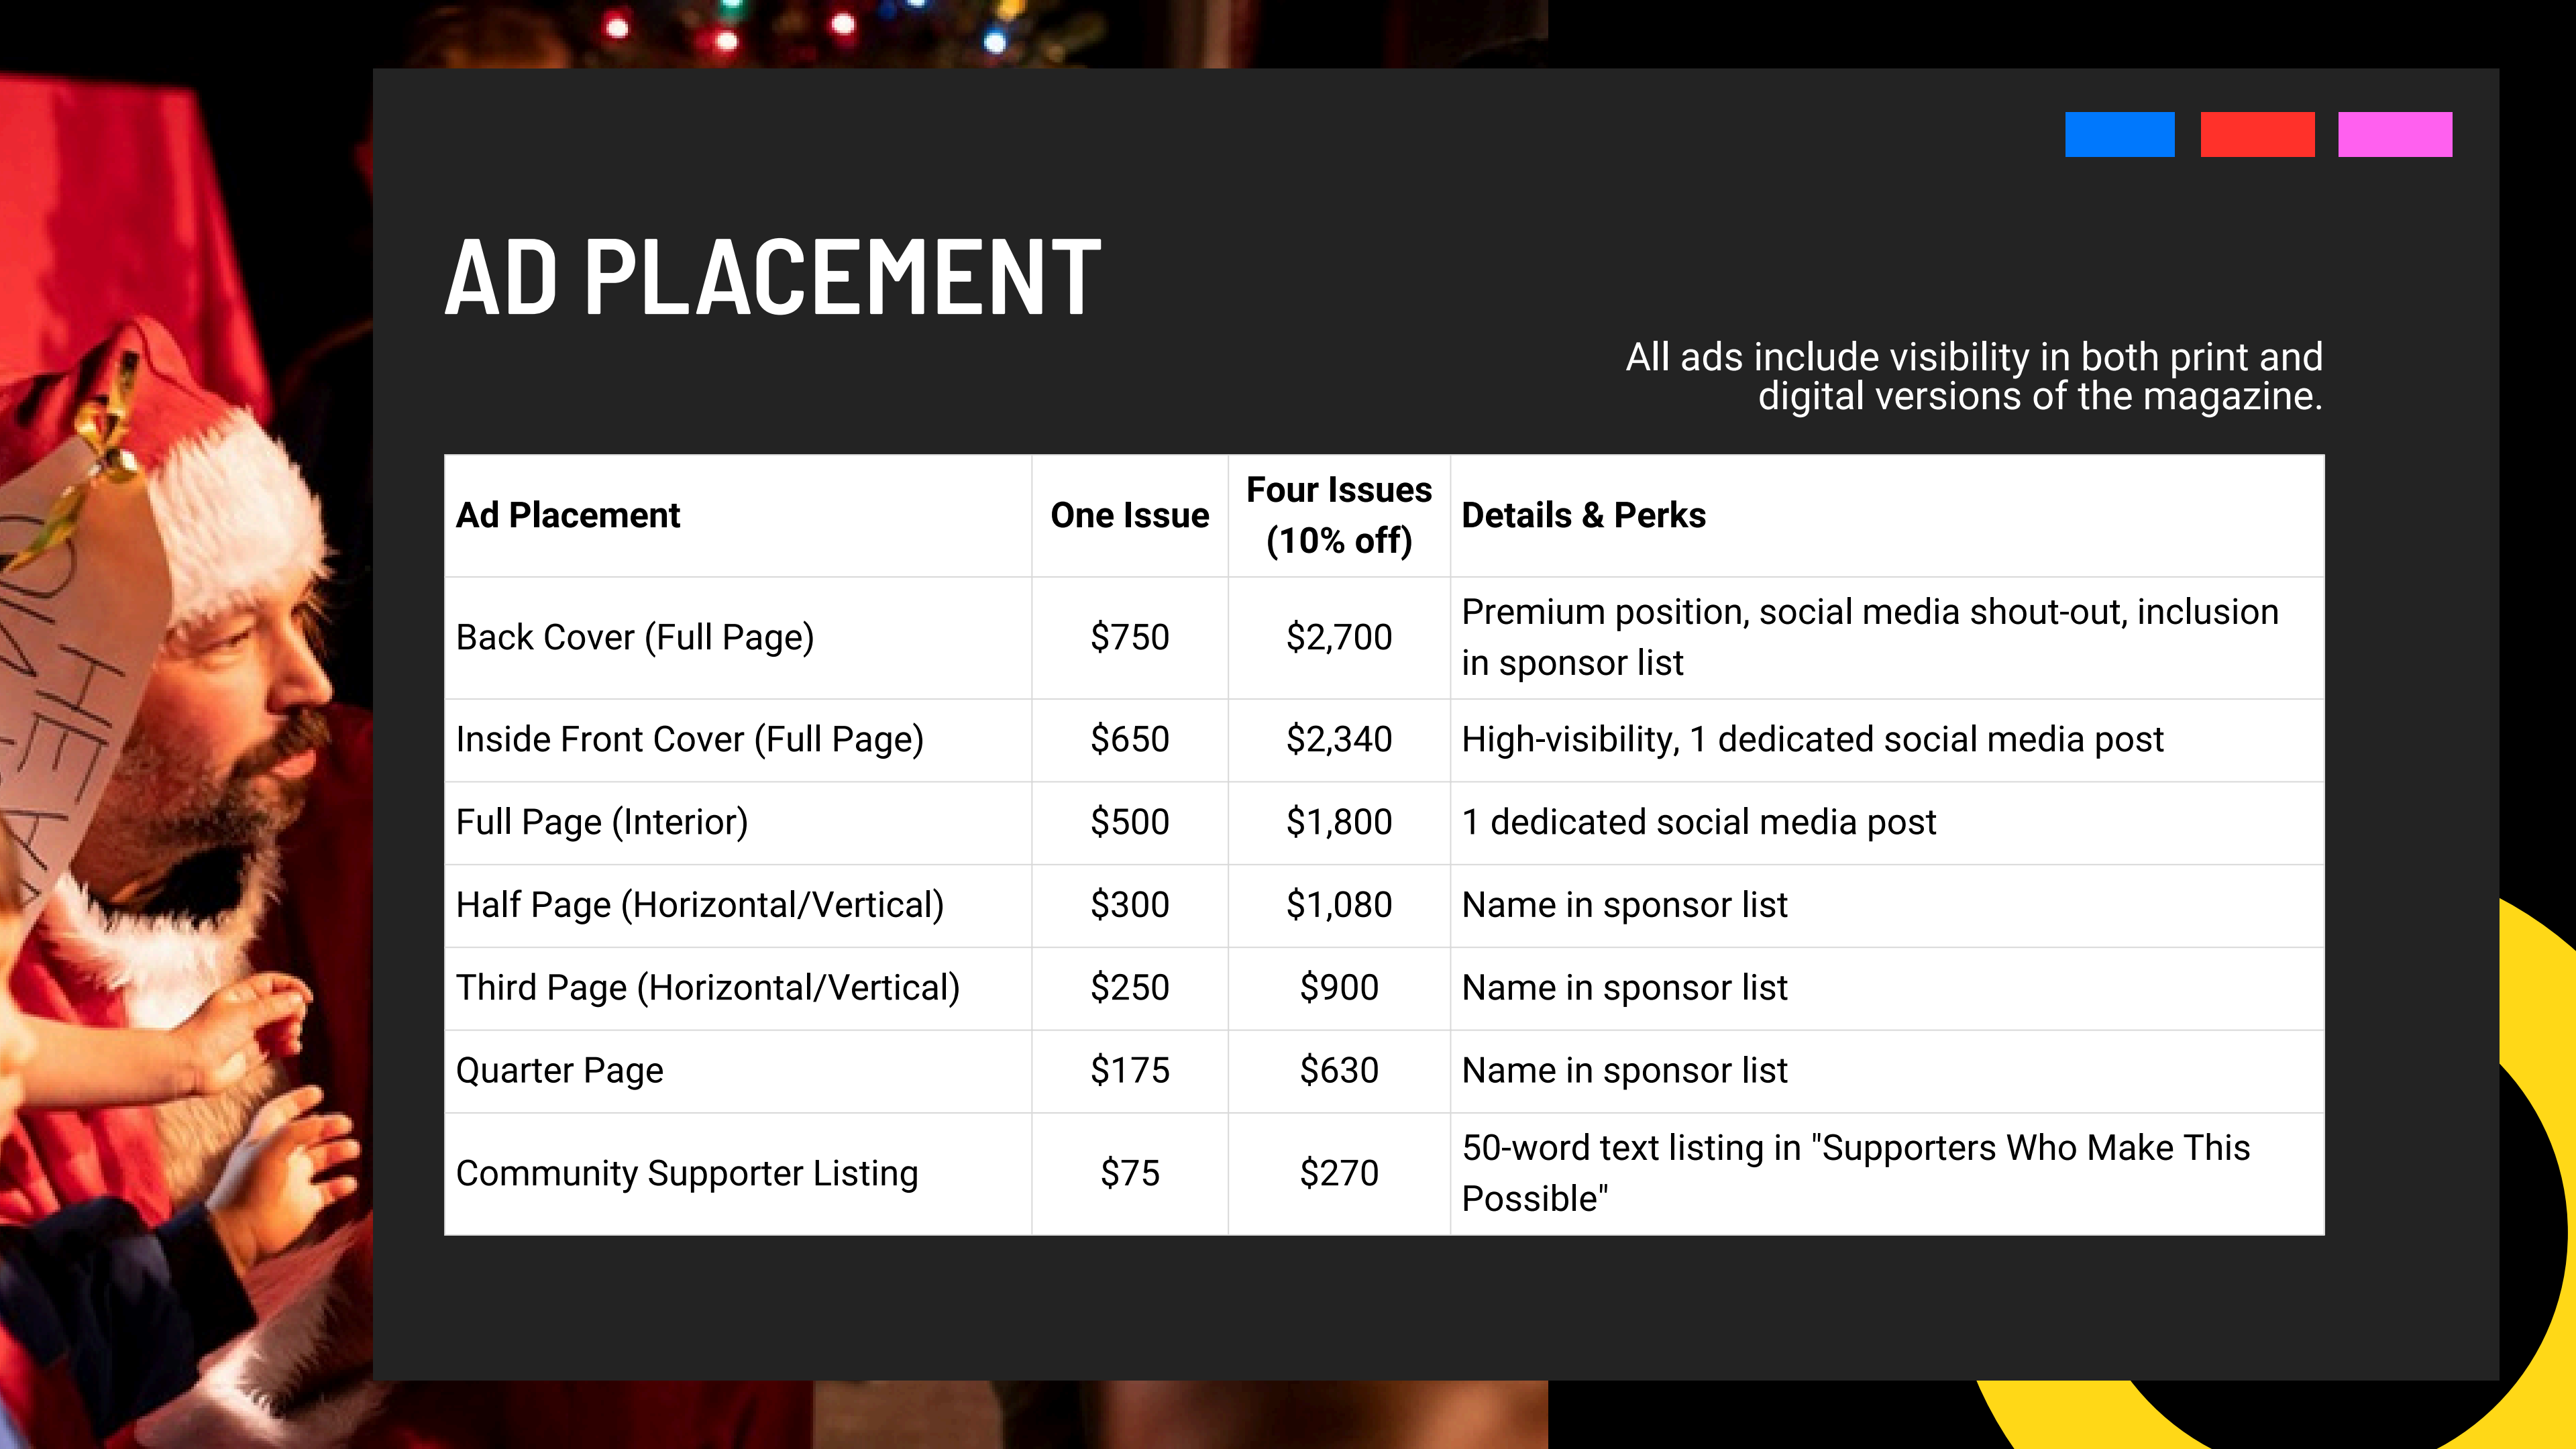 AD PLACEMENT
All ads include visibility in both print and
digital versions of the magazine.
Ad Placement One Issue Four Issues (10% off) Details & Perks
Back Cover (Full Page) $750 $2,700 Premium position, social media shout-out, inclusion
in sponsor list
Inside Front Cover (Full Page) $650 $2,340 High-visibility, 1 dedicated social media post
Full Page (Interior) $500 $1,800 1 dedicated social media post
Half Page (Horizontal/Vertical) $300 $1,080 Name in sponsor list
Third Page (Horizontal/Vertical) $250 $900 Name in sponsor list
Quarter Page $175 $630 Name in sponsor list
Community Supporter Listing $75 $270 50-word text listing in "Supporters Who Make This
Possible"